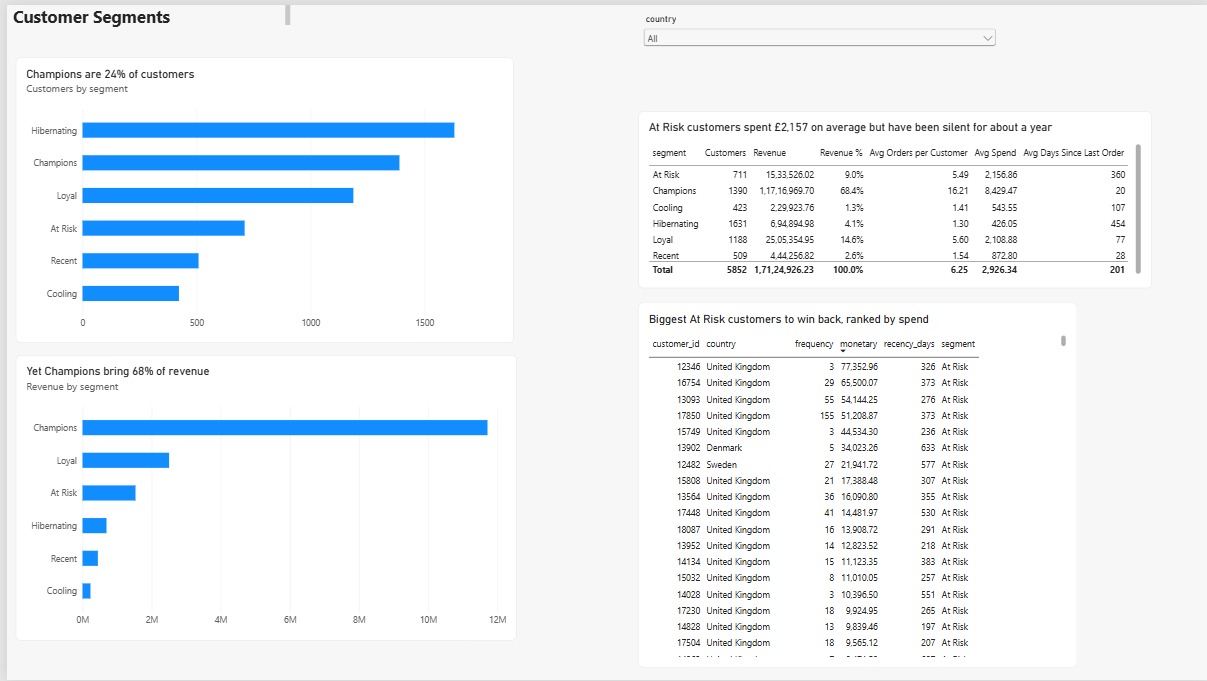 Customer Segments
country
All
Champions are 24% of customers
Customers by segment
Hibernating
Champions
Loyal
At Risk
Recent
Cooling
0 500 1000 1500
Yet Champions bring 68% of revenue
Revenue by segment
Champions
Loyal
At Risk
Hibernating
Recent
Cooling
0M 2M 4M 6M 8M 10M 12M
At Risk customers spent £2,157 on average but have been silent for about a year
segment Customers Revenue Revenue % Avg Orders per Customer Avg Spend Avg Days Since Last Order
At Risk 711 15,33,526.02 9.0% 5.49 2,156.86 360
Champions 1390 1,17,16,969.70 68.4% 16.21 8,429.47 20
Cooling 423 2,29,923.76 1.3% 1.41 543.55 107
Hibernating 1631 6,94,894.98 4.1% 1.30 426.05 454
Loyal 1188 25,05,354.95 14.6% 5.60 2,108.88 77
Recent 509 4,44,256.82 2.6% 1.54 872.80 28
Total 5852 1,71,24,926.23 100.0% 6.25 2,926.34 201
Biggest At Risk customers to win back, ranked by spend
customer_id country frequency monetary recency_days segment
12346 United Kingdom 3 77,352.96 326 At Risk
16754 United Kingdom 29 65,500.07 373 At Risk
13093 United Kingdom 55 54,144.25 276 At Risk
17850 United Kingdom 155 51,208.87 373 At Risk
15749 United Kingdom 3 44,534.30 236 At Risk
13902 Denmark 5 34,023.26 633 At Risk
12482 Sweden 27 21,941.72 577 At Risk
15808 United Kingdom 21 17,388.48 307 At Risk
13564 United Kingdom 36 16,090.80 355 At Risk
17448 United Kingdom 41 14,481.97 530 At Risk
18087 United Kingdom 16 13,908.72 291 At Risk
13952 United Kingdom 14 12,823.52 218 At Risk
14134 United Kingdom 15 11,123.35 383 At Risk
15032 United Kingdom 8 11,010.05 257 At Risk
14028 United Kingdom 3 10,396.50 551 At Risk
17230 United Kingdom 18 9,924.95 265 At Risk
14828 United Kingdom 13 9,839.46 197 At Risk
17504 United Kingdom 18 9,565.12 207 At Risk